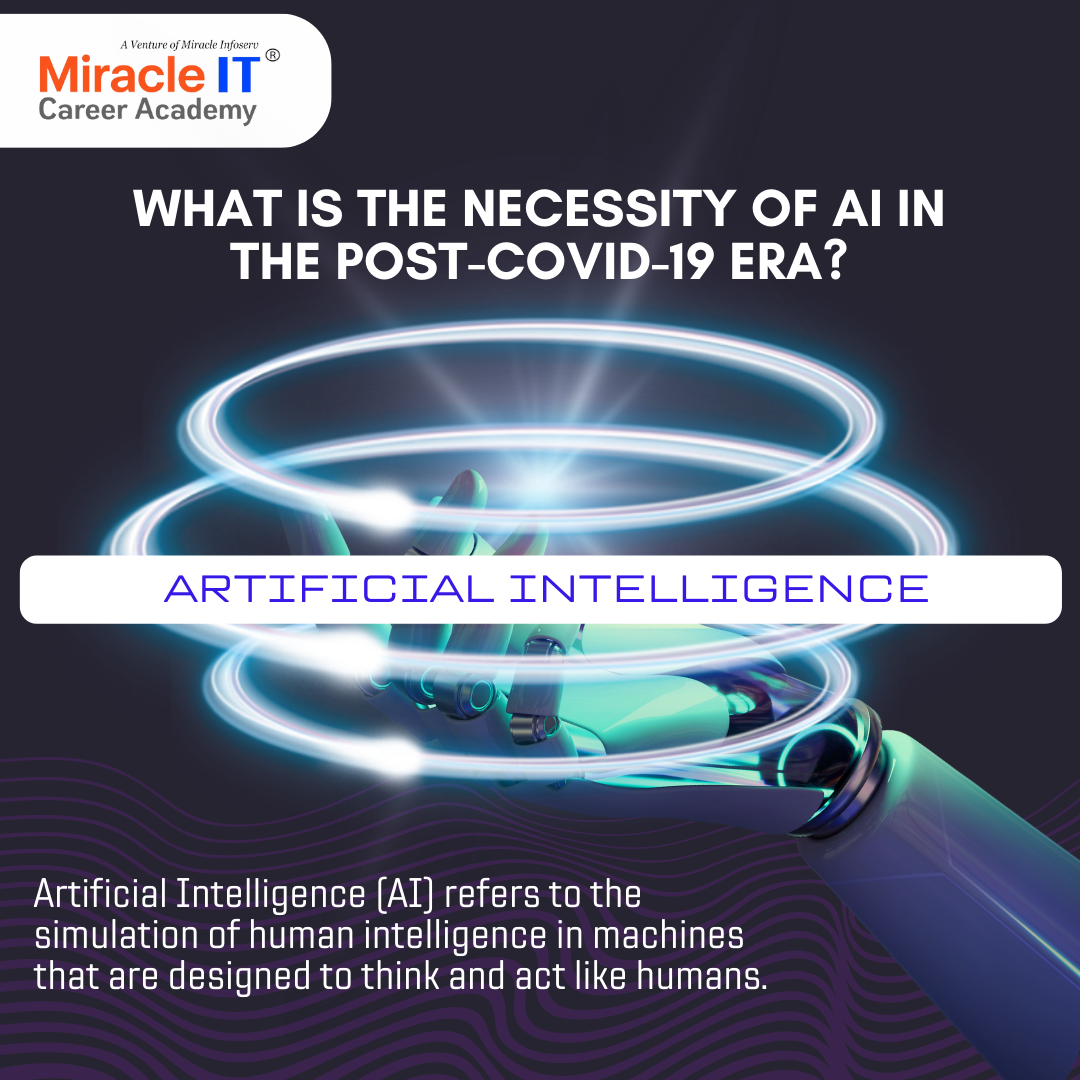 A Venture of Miracle Infoserv
Miracle IT ®
Career Academy
WHAT IS THE NECESSITY OF AI IN
THE POST-COVID-19 ERA?
ARTIFICIAL INTELLIGENCE
Artificial Intelligence (AI) refers to the
simulation of human intelligence in machines
that are designed to think and act like humans.